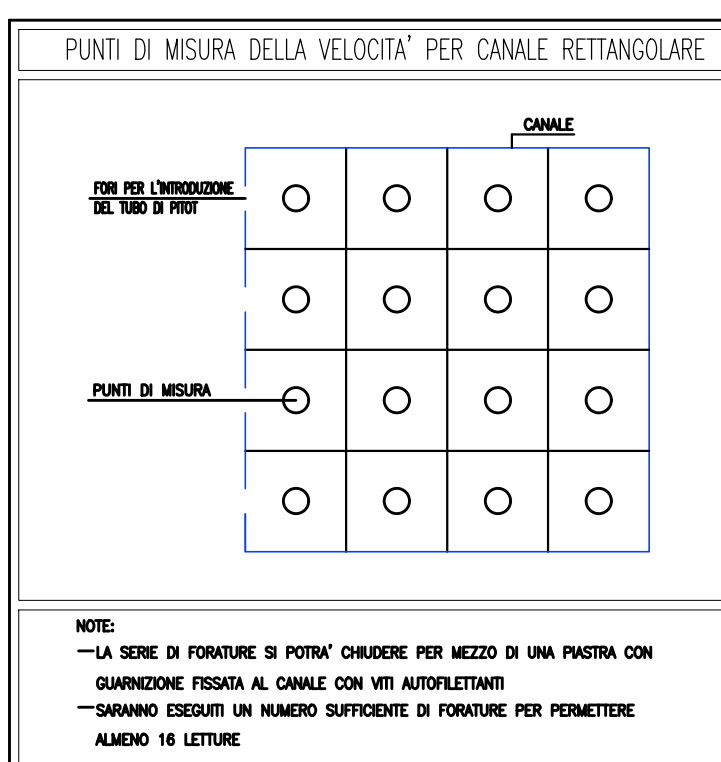 PUNTI DI MISURA DELLA VELOCITA' PER CANALE RETTANGOLARE
CANALE
FORI PER L'INTRODUZIONE
DEL TUBO DI PITOT
PUNTI DI MISURA
NOTE:
—LA SERIE DI FORATURE SI POTRA' CHIUDERE PER MEZZO DI UNA PIASTRA CON
GUARNIZIONE FISSATA AL CANALE CON VITI AUTOFILETTANTI
—SARANNO ESEGUITI UN NUMERO SUFFICIENTE DI FORATURE PER PERMETTERE
ALMENO 16 LETTURE